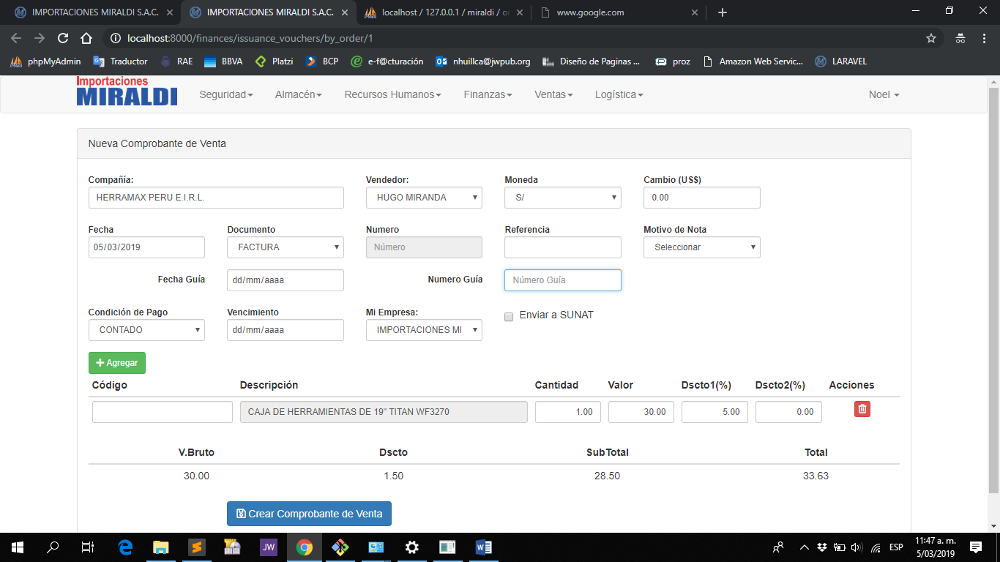 IMPORTACIONES MIRALDI S.A.C.
IMPORTACIONES MIRALDI S.A.C.
localhost / 127.0.0.1 / miraldi / o
www.google.com
localhost:8000/finances/issuance_vouchers/by_order/1
phpMyAdmin Traductor RAE BBVA Platzi BCP e-f@cturación nhuillca@jwpub.org Diseño de Paginas ... proz Amazon Web Servic... LARAVEL
Importaciones
MIRALDI
Seguridad Almacén Recursos Humanos Finanzas Ventas Logística Noel
Nueva Comprobante de Venta
Compañía: Vendedor: Moneda Cambio (US$)
HERRAMAX PERU E.I.R.L. HUGO MIRANDA S/ 0.00
Fecha Documento Numero Referencia Motivo de Nota
05/03/2019 FACTURA Número Seleccionar
Fecha Guía dd/mm/aaaa Numero Guía Número Guía
Condición de Pago Vencimiento Mi Empresa: Enviar a SUNAT
CONTADO dd/mm/aaaa IMPORTACIONES MI
Agregar
Código Descripción Cantidad Valor Dscto1(%) Dscto2(%) Acciones
CAJA DE HERRAMIENTAS DE 19" TITAN WF3270 1.00 30.00 5.00 0.00
V.Bruto Dscto SubTotal Total
30.00 1.50 28.50 33.63
Crear Comprobante de Venta
JW
ESP
11:47 a. m.
5/03/2019